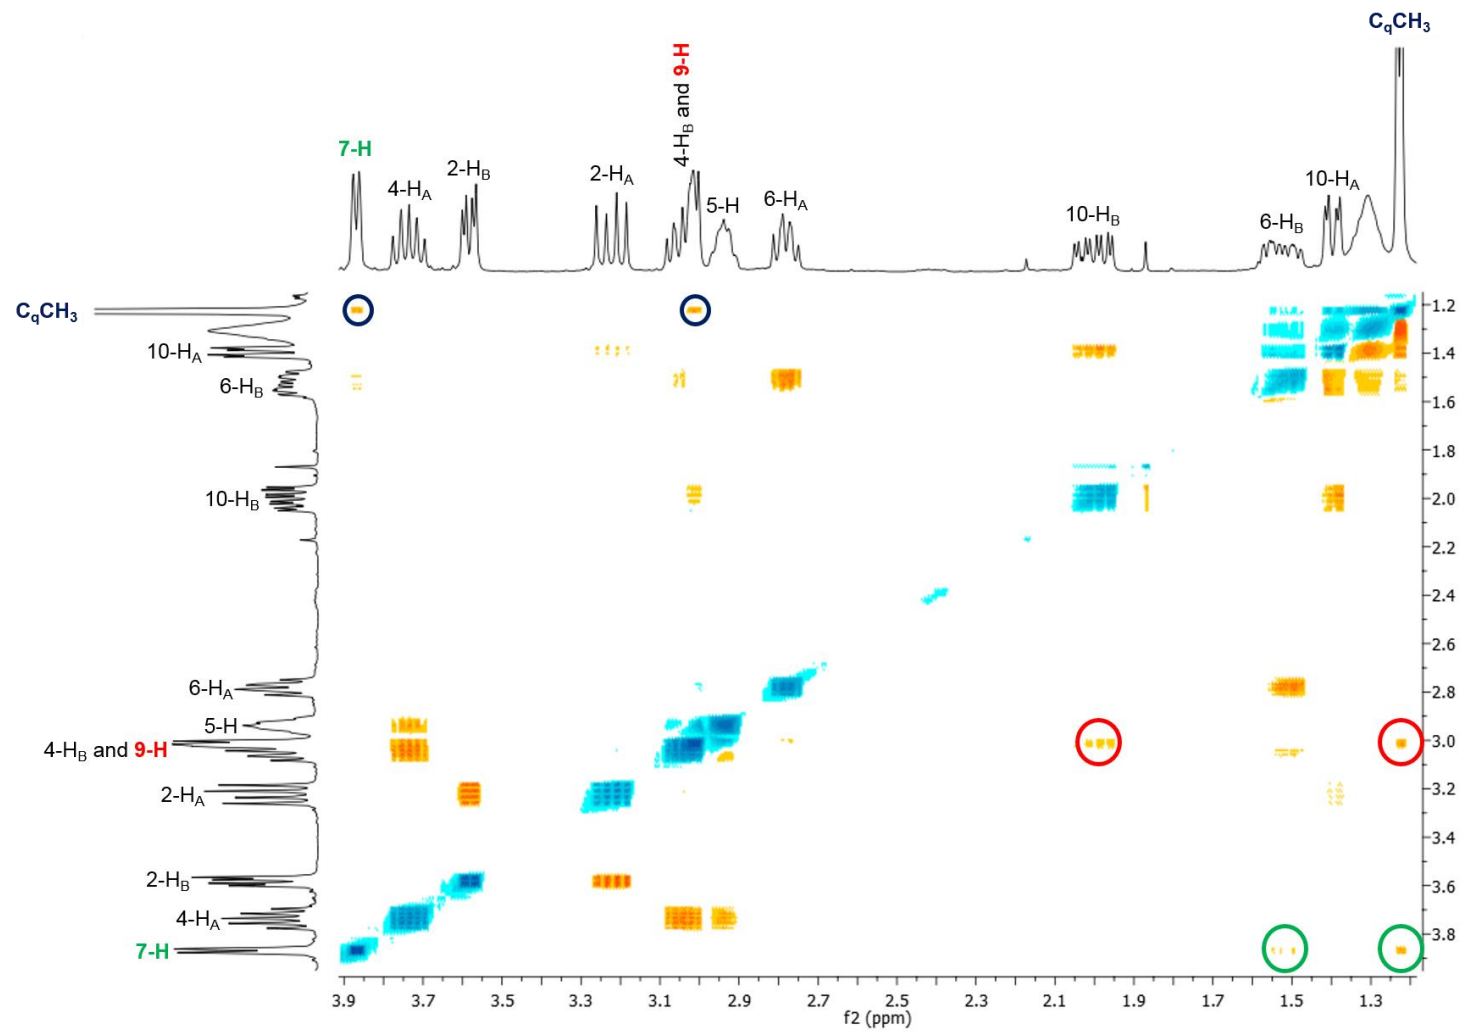 CqCH3
4-HB and 9-H
7-H
4-HA
2-HB
2-HA
5-H
6-HA
10-HB
6-HB
10-HA
CqCH3
10-HA
6-HB
10-HB
6-HA
5-H
4-HB and 9-H
2-HA
2-HB
4-HA
7-H
1.2
1.4
1.6
1.8
2.0
2.2
2.4
2.6
2.8
3.0
3.2
3.4
3.6
3.8
3.9 3.7 3.5 3.3 3.1 2.9 2.7 2.5 2.3 2.1 1.9 1.7 1.5 1.3
f2 (ppm)